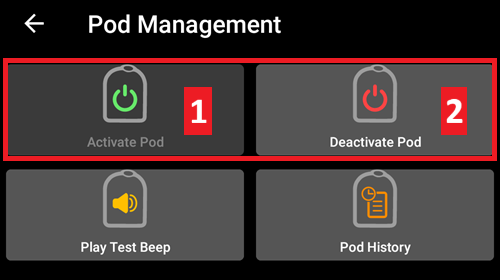 Pod Management
1
2
Activate Pod
Deactivate Pod
Play Test Beep
Pod History